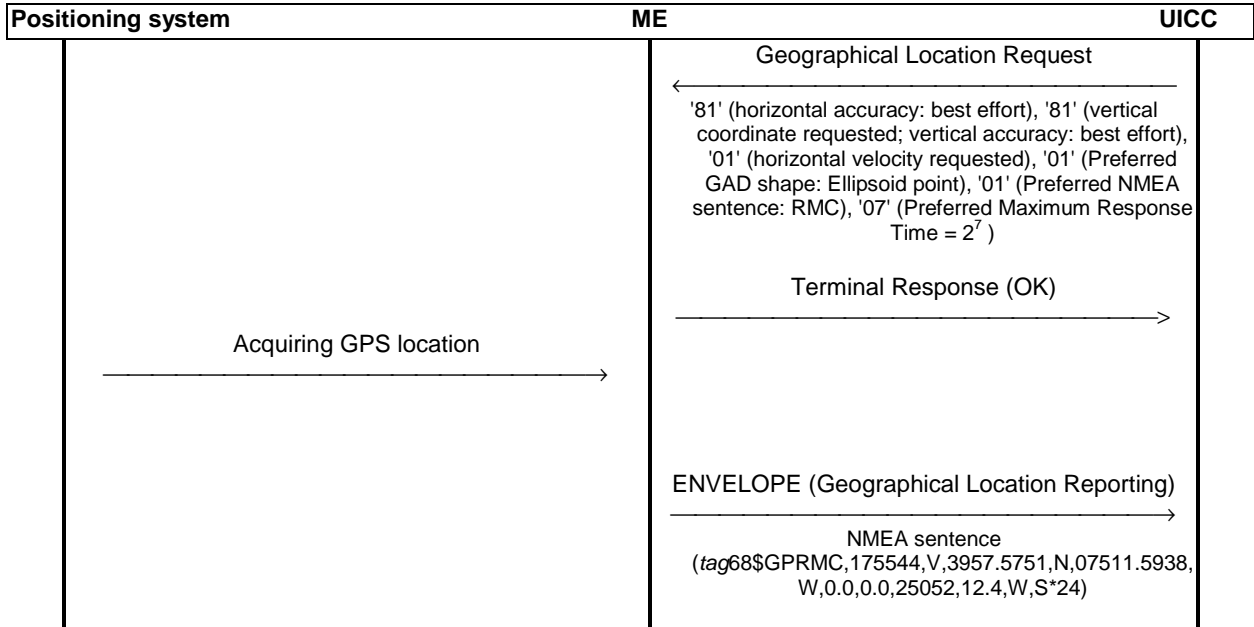 Positioning system ME UICC
Geographical Location Request
'81' (horizontal accuracy: best effort), '81' (vertical
coordinate requested; vertical accuracy: best effort),
'01' (horizontal velocity requested), '01' (Preferred
GAD shape: Ellipsoid point), '01' (Preferred NMEA
sentence: RMC), '07' (Preferred Maximum Response
Time = 2^7 )
Terminal Response (OK)
Acquiring GPS location
ENVELOPE (Geographical Location Reporting)
NMEA sentence
(tag68$GPRMC,175544,V,3957.5751,N,07511.5938,
W,0.0,0.0,25052,12.4,W,S*24)